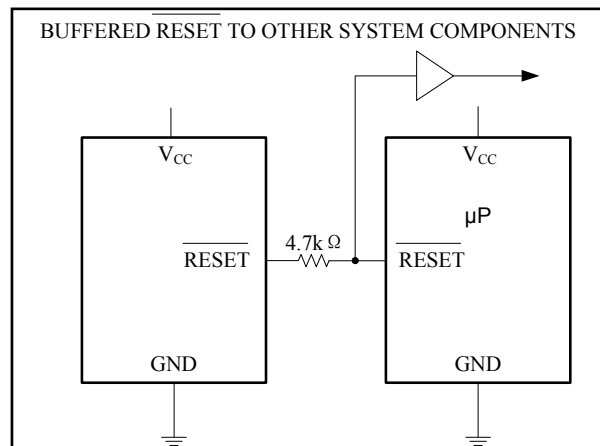 BUFFERED RESET TO OTHER SYSTEM COMPONENTS
VCC
VCC
µP
4.7k Ω
RESET
RESET
GND
GND